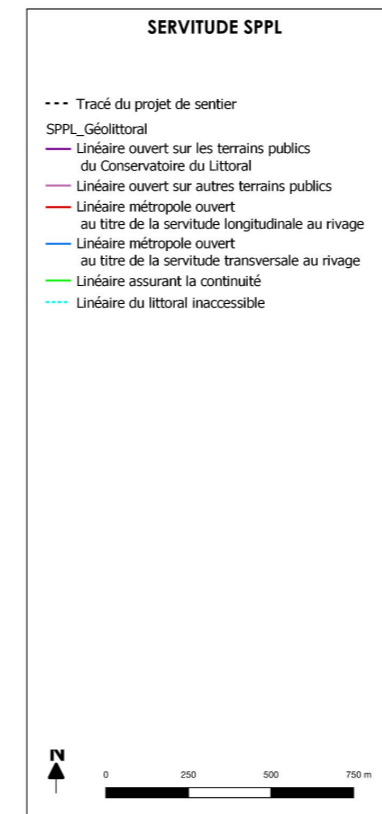 SERVITUDE SPPL
Tracé du projet de sentier
SPPL_Géolittoral
Linéaire ouvert sur les terrains publics
du Conservatoire du Littoral
Linéaire ouvert sur autres terrains publics
Linéaire métropole ouvert
au titre de la servitude longitudinale au rivage
Linéaire métropole ouvert
au titre de la servitude transversale au rivage
Linéaire assurant la continuité
Linéaire du littoral inaccessible
N
0 250 500 750 m